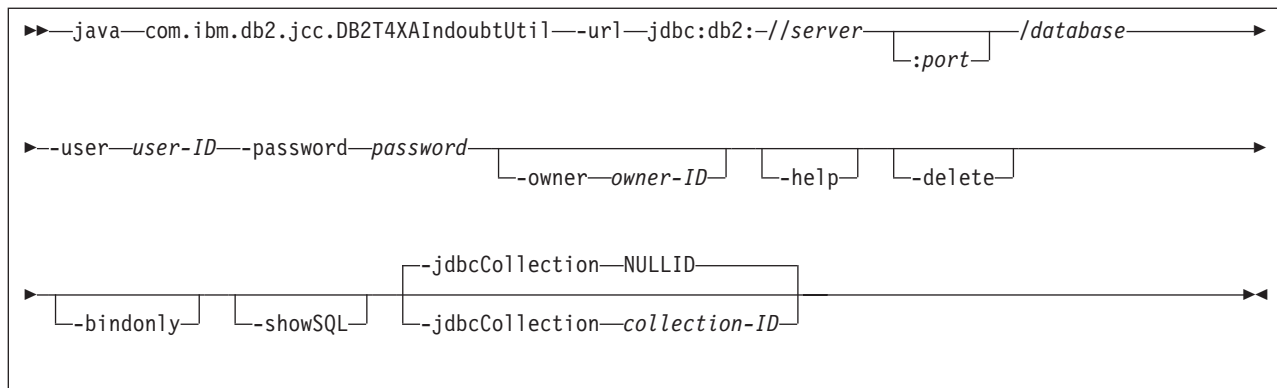 java com.ibm.db2.jcc.DB2T4XAIndoubtUtil -url jdbc:db2: //server /database
:port
-user user-ID -password password
-owner owner-ID -help -delete
-jdbcCollection NULLID
-bindonly -showSQL -jdbcCollection collection-ID